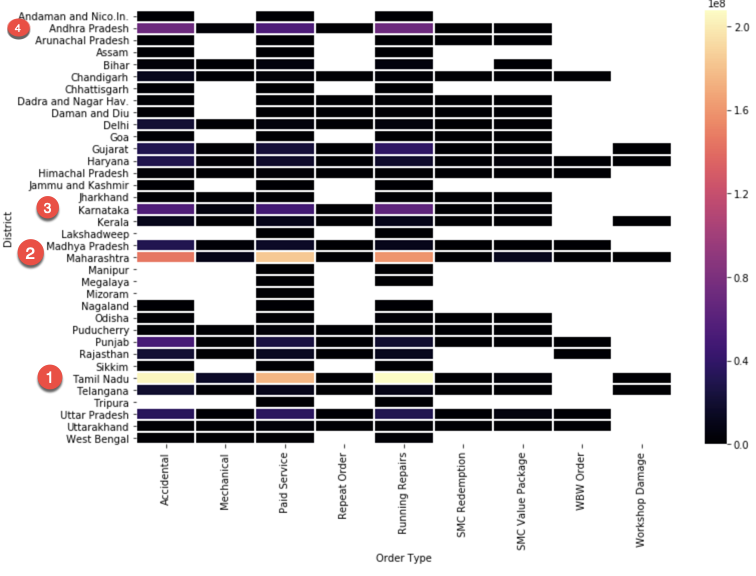 1e8
Andaman and Nico.In.
4
Andhra Pradesh
Arunachal Pradesh
Assam
Bihar
Chandigarh
Chhattisgarh
Dadra and Nagar Hav.
Daman and Diu
Delhi
Goa
Gujarat
Haryana
Himachal Pradesh
Jammu and Kashmir
Jharkhand
3
Karnataka
Kerala
Lakshadweep
Madhya Pradesh
2
Maharashtra
Manipur
Megalaya
Mizoram
Nagaland
Odisha
Puducherry
Punjab
Rajasthan
Sikkim
1
Tamil Nadu
Telangana
Tripura
Uttar Pradesh
Uttarakhand
West Bengal
District
Accidental
Mechanical
Paid Service
Repeat Order
Running Repairs
SMC Redemption
SMC Value Package
WBW Order
Workshop Damage
Order Type
2.0
1.6
1.2
0.8
0.4
0.0